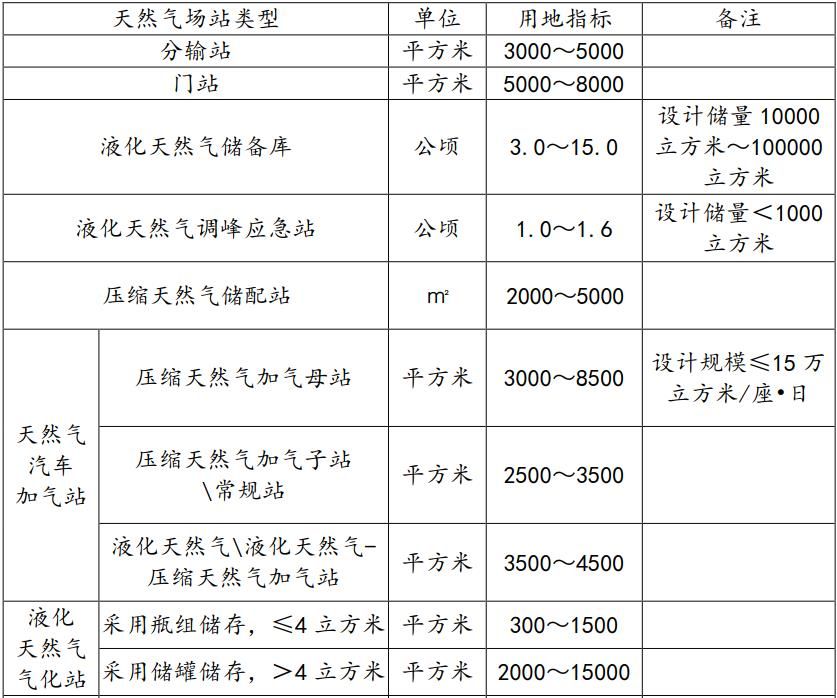 天然气场站类型 单位 用地指标 备注
分输站 平方米 3000～5000
门站 平方米 5000～8000
液化天然气储备库 公顷 3.0～15.0 设计储量 10000
立方米～100000
立方米
液化天然气调峰应急站 公顷 1.0～1.6 设计储量＜1000
立方米
压缩天然气储配站 ㎡ 2000～5000
天然气
汽车
加气站
压缩天然气加气母站 平方米 3000～8500 设计规模≤15 万
立方米/座•日
压缩天然气加气子站
\常规站 平方米 2500～3500
液化天然气\液化天然气-
压缩天然气加气站 平方米 3500～4500
液化
天然气
气化站
采用瓶组储存，≤4 立方米 平方米 300～1500
采用储罐储存，＞4 立方米 平方米 2000～15000